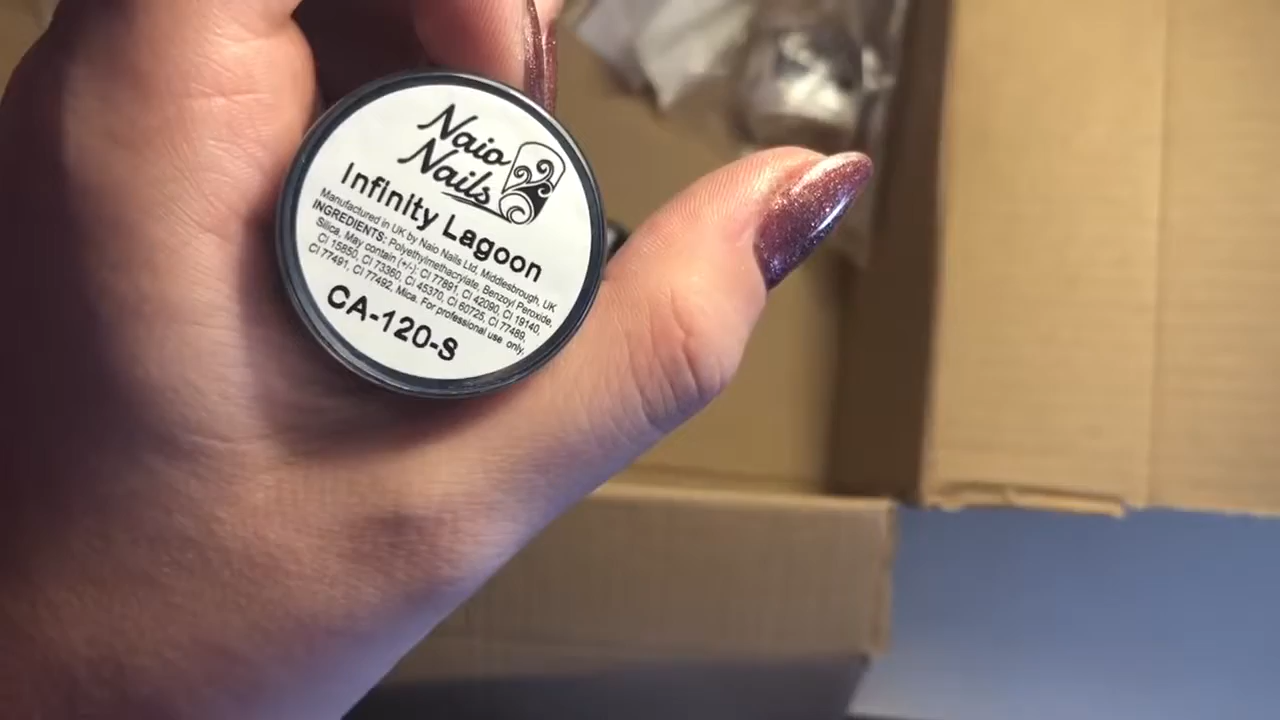 Naio
Nails
Infinity Lagoon
Manufactured in UK by Naio Nails Ltd, Middlesbrough, UK
INGREDIENTS: Polyethylmethacrylate, Benzoyl Peroxide,
Silica, May contain (+/-): CI 77891, CI 42090, CI 19140,
CI 15850, CI 73360, CI 45370, CI 60725, CI 77489,
CI 77491, CI 77492, Mica. For professional use only.
CA-120-S